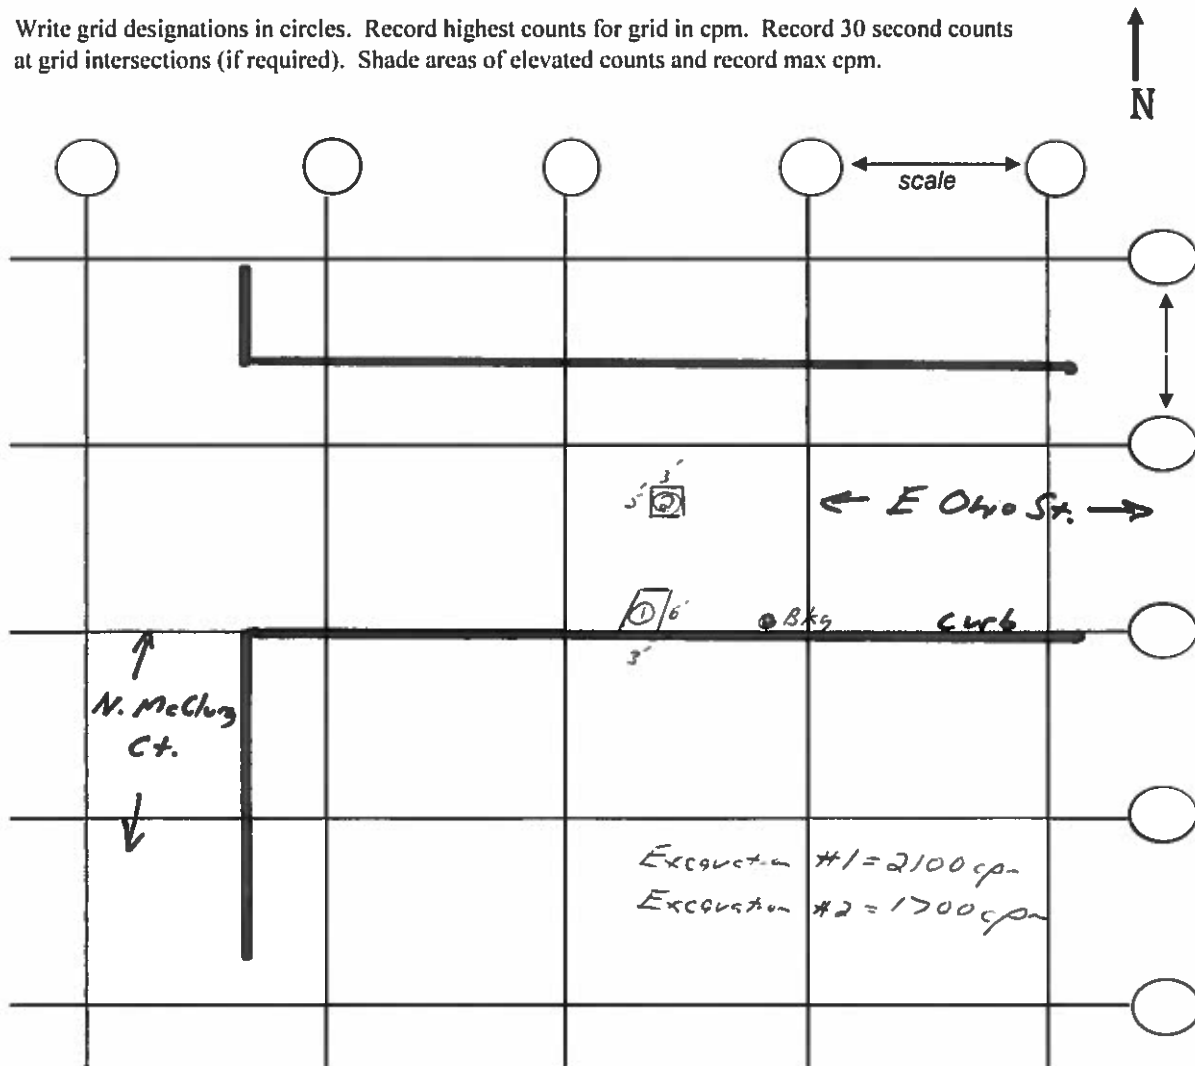 Write grid designations in circles. Record highest counts for grid in cpm. Record 30 second counts
at grid intersections (if required). Shade areas of elevated counts and record max cpm.
N
scale
3'
2
← E Ohio St. →
1 6'
Bkg
curb
3'
N. McClurg
Ct.
Excavation #1 = 2100 cpm
Excavation #2 = 1700 cpm